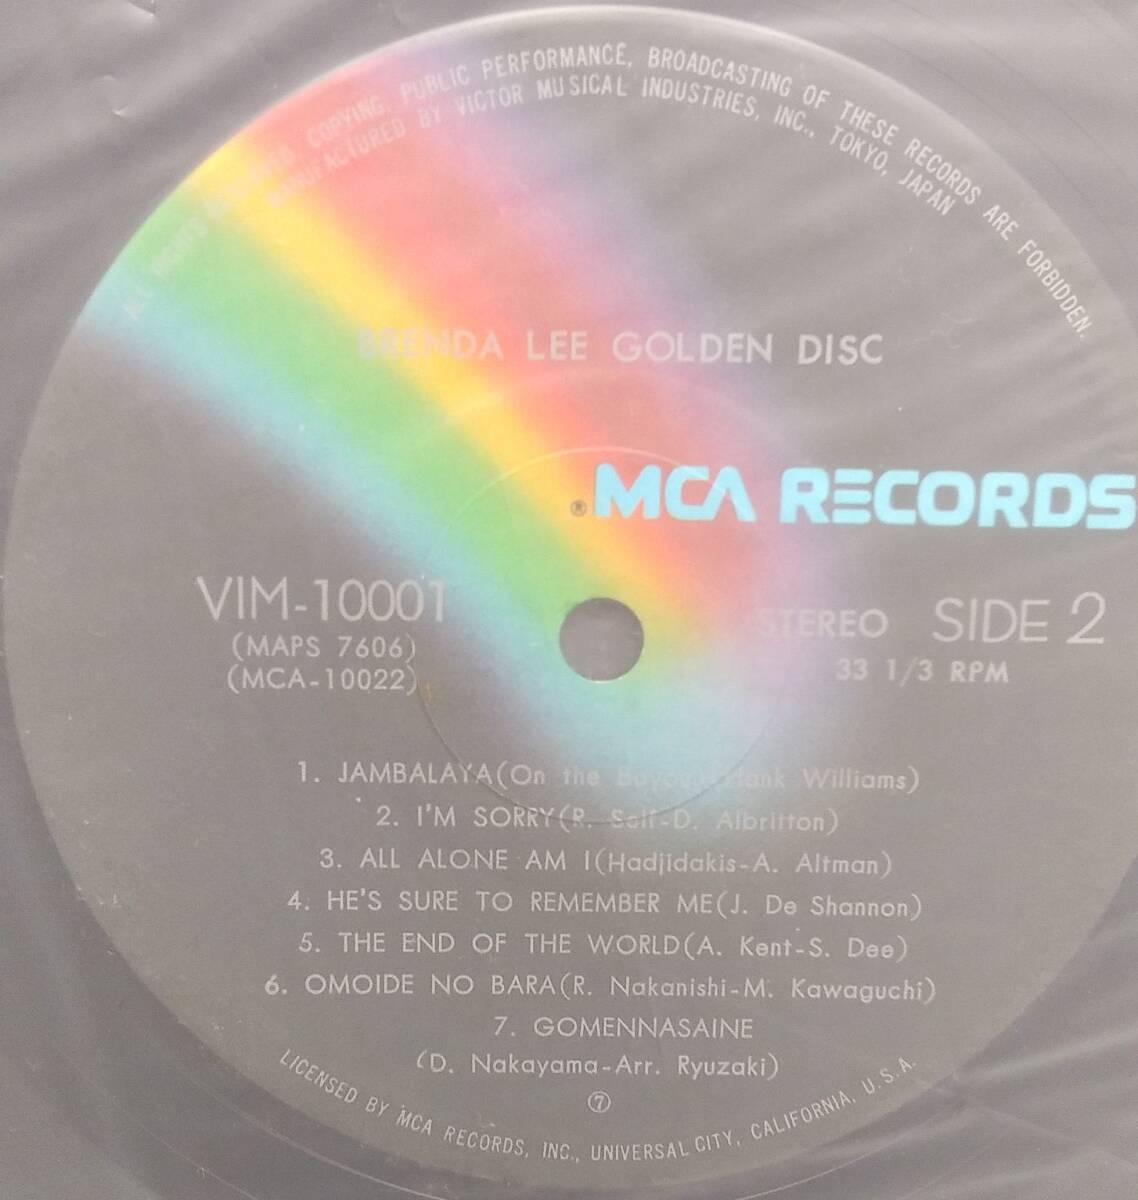 ALL RIGHTS RESERVED. COPYING, PUBLIC PERFORMANCE, BROADCASTING OF THESE RECORDS ARE FORBIDDEN.
MANUFACTURED BY VICTOR MUSICAL INDUSTRIES, INC., TOKYO, JAPAN
BRENDA LEE GOLDEN DISC
® MCA RECORDS
VIM-10001
(MAPS 7606)
(MCA-10022)
STEREO SIDE 2
33 1/3 RPM
1. JAMBALAYA(On the Bayou)(Hank Williams)
2. I'M SORRY(R. Self-D. Albritton)
3. ALL ALONE AM I(Hadjidakis-A. Altman)
4. HE'S SURE TO REMEMBER ME(J. De Shannon)
5. THE END OF THE WORLD(A. Kent-S. Dee)
6. OMOIDE NO BARA(R. Nakanishi-M. Kawaguchi)
7. GOMENNASAINE
(D. Nakayama-Arr. Ryuzaki)
⑦
LICENSED BY MCA RECORDS, INC., UNIVERSAL CITY, CALIFORNIA, U.S.A.